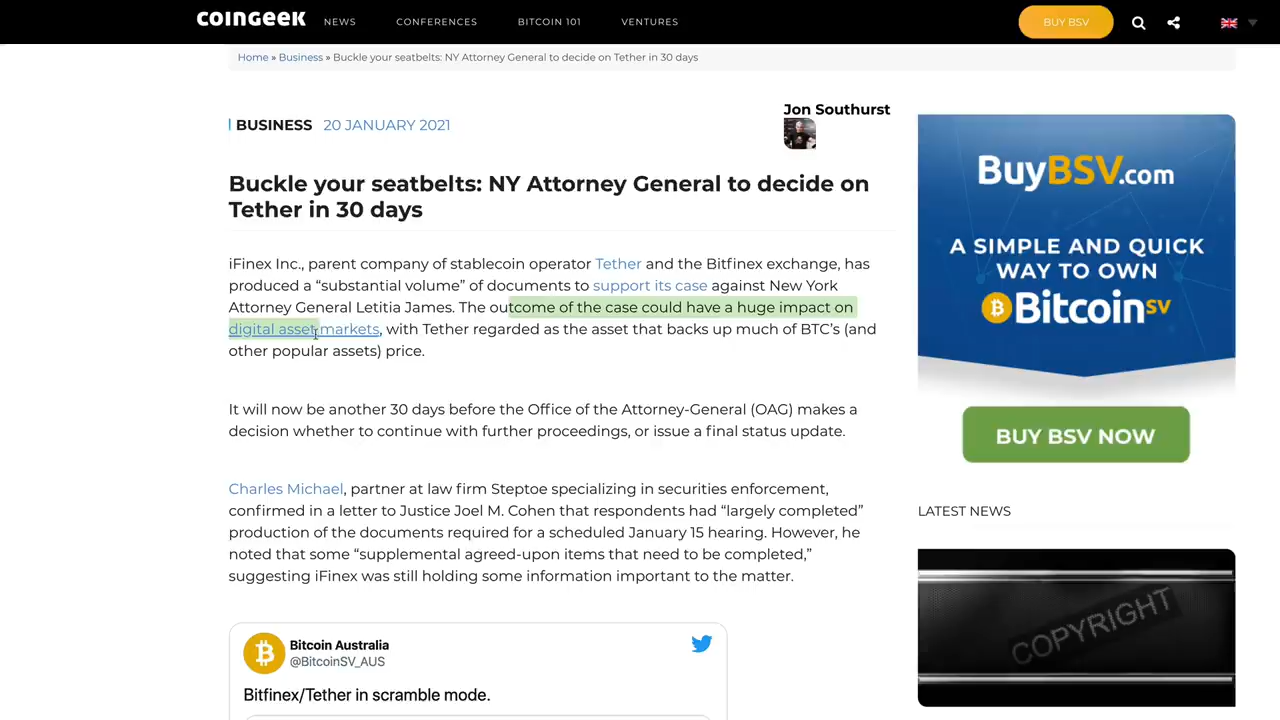 COINGEEK NEWS CONFERENCES BITCOIN 101 VENTURES BUY BSV
Home » Business » Buckle your seatbelts: NY Attorney General to decide on Tether in 30 days
BUSINESS 20 JANUARY 2021
Jon Southurst
Buckle your seatbelts: NY Attorney General to decide on
Tether in 30 days
iFinex Inc., parent company of stablecoin operator Tether and the Bitfinex exchange, has
produced a “substantial volume” of documents to support its case against New York
Attorney General Letitia James. The outcome of the case could have a huge impact on
digital asset markets, with Tether regarded as the asset that backs up much of BTC’s (and
other popular assets) price.
It will now be another 30 days before the Office of the Attorney-General (OAG) makes a
decision whether to continue with further proceedings, or issue a final status update.
Charles Michael, partner at law firm Steptoe specializing in securities enforcement,
confirmed in a letter to Justice Joel M. Cohen that respondents had “largely completed”
production of the documents required for a scheduled January 15 hearing. However, he
noted that some “supplemental agreed-upon items that need to be completed,”
suggesting iFinex was still holding some information important to the matter.
Bitcoin Australia
@BitcoinSV_AUS
Bitfinex/Tether in scramble mode.
BuyBSV.com
A SIMPLE AND QUICK
WAY TO OWN
Bitcoin SV
BUY BSV NOW
LATEST NEWS
COPYRIGHT